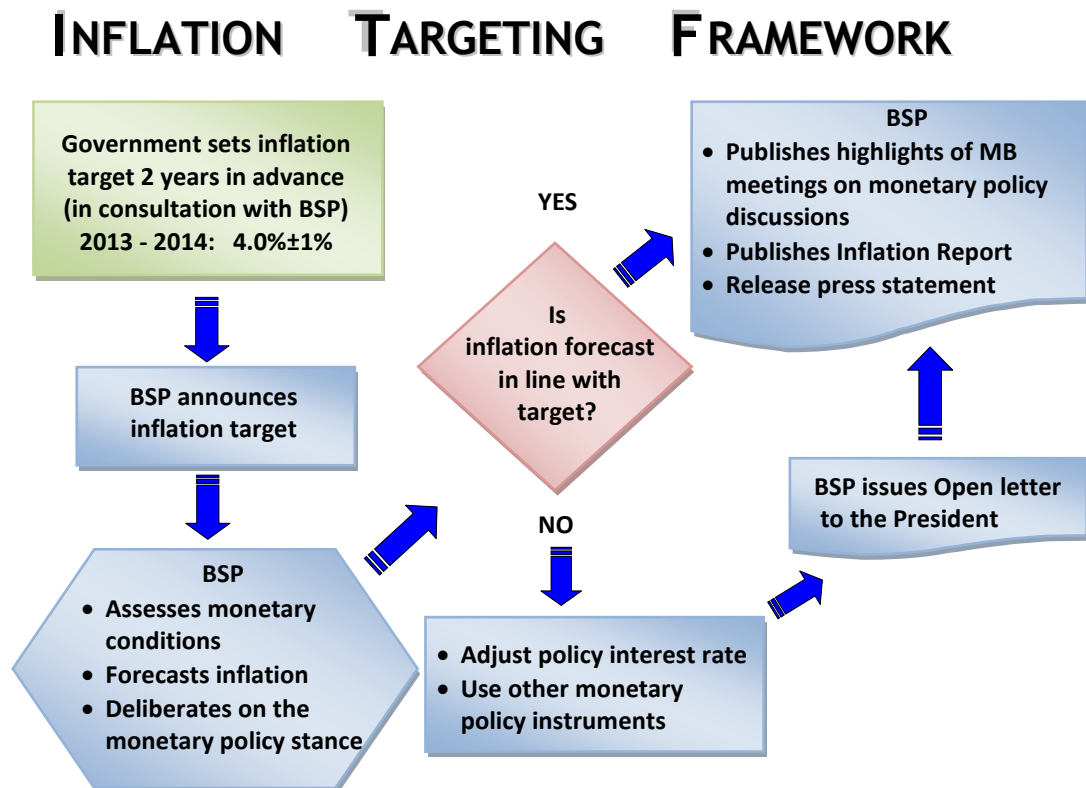 INFLATION TARGETING FRAMEWORK
Government sets inflation
target 2 years in advance
(in consultation with BSP)
2013 - 2014: 4.0%±1%
BSP announces
inflation target
BSP
• Assesses monetary
conditions
• Forecasts inflation
• Deliberates on the
monetary policy stance
Is
inflation forecast
in line with
target?
YES
NO
• Adjust policy interest rate
• Use other monetary
policy instruments
BSP issues Open letter
to the President
BSP
• Publishes highlights of MB
meetings on monetary policy
discussions
• Publishes Inflation Report
• Release press statement